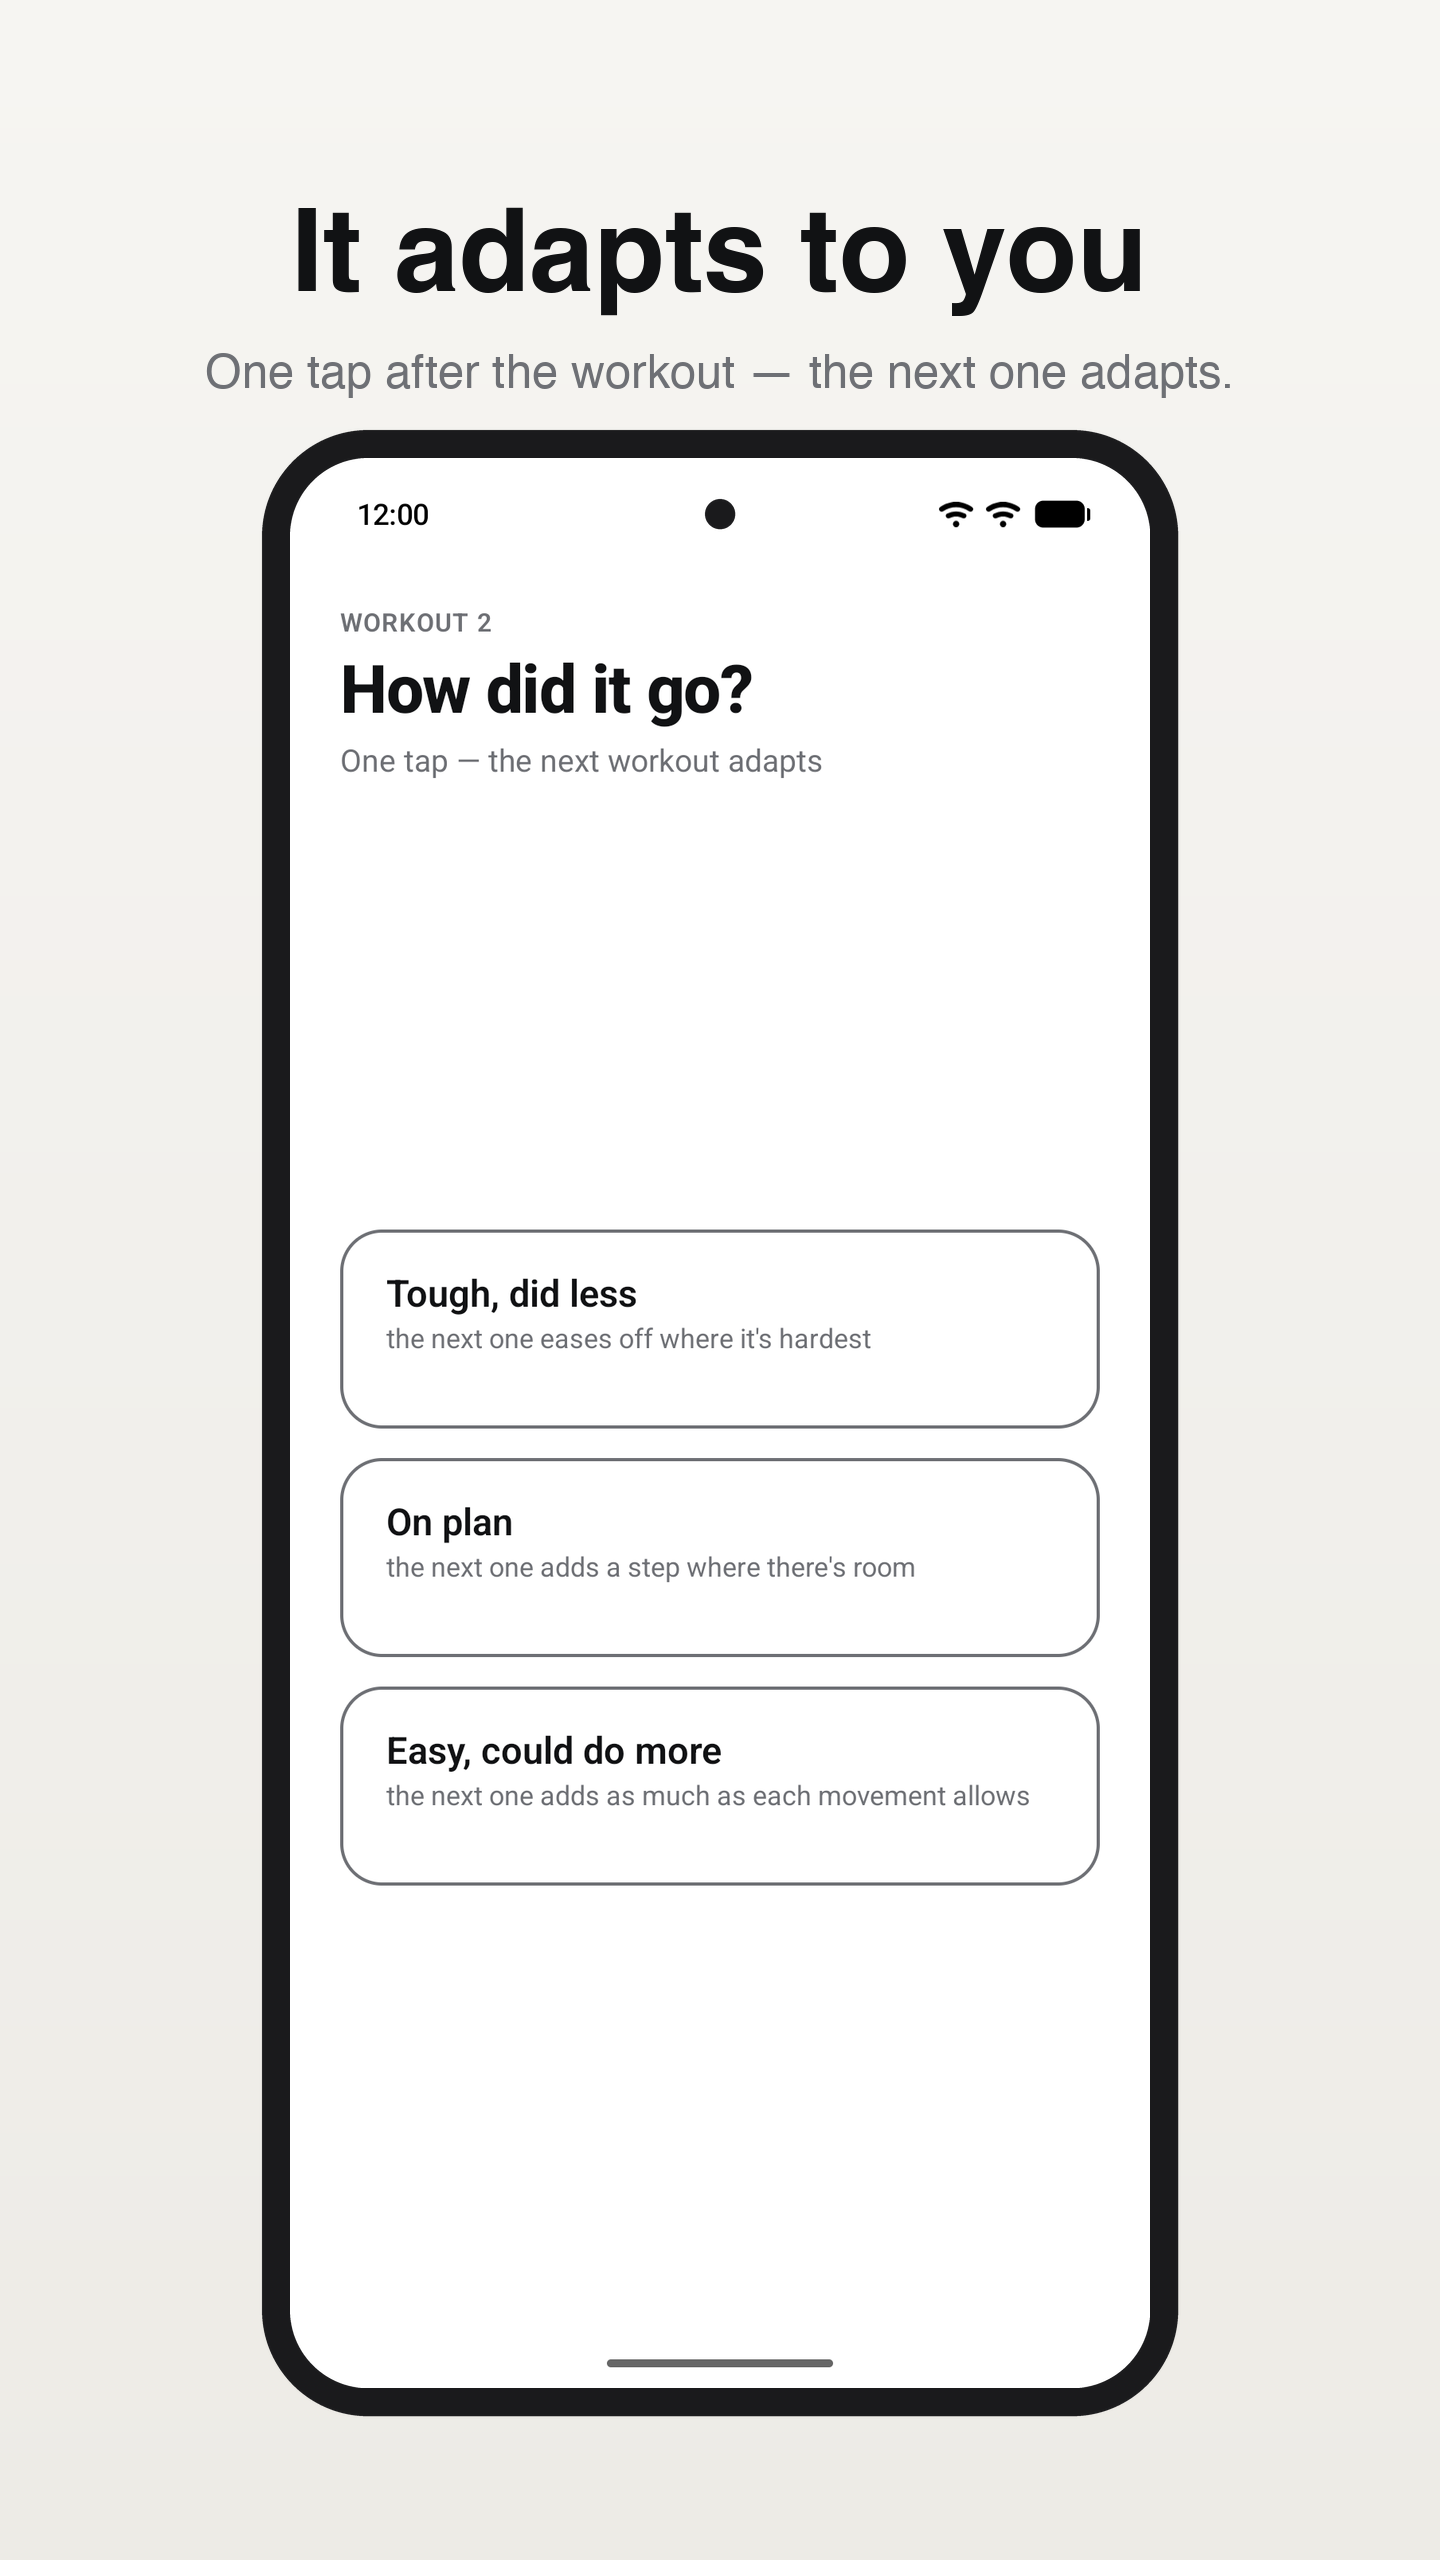 It adapts to you
One tap after the workout — the next one adapts.
12:00
WORKOUT 2
How did it go?
One tap — the next workout adapts
Tough, did less
the next one eases off where it's hardest
On plan
the next one adds a step where there's room
Easy, could do more
the next one adds as much as each movement allows